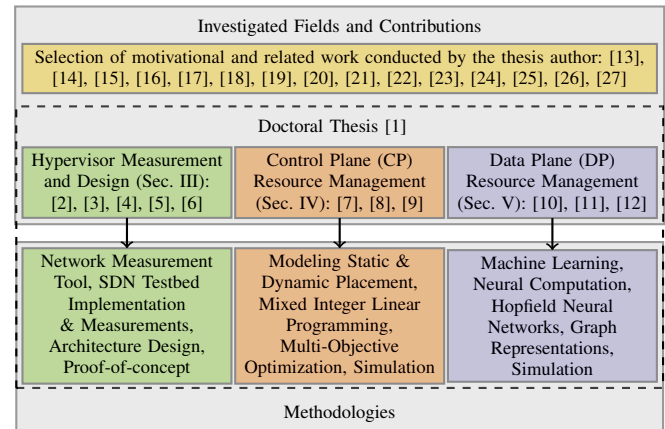 Investigated Fields and Contributions
Selection of motivational and related work conducted by the thesis author: [13],
[14], [15], [16], [17], [18], [19], [20], [21], [22], [23], [24], [25], [26], [27]
Doctoral Thesis [1]
Hypervisor Measurement
and Design (Sec. III):
[2], [3], [4], [5], [6]
Control Plane (CP)
Resource Management
(Sec. IV): [7], [8], [9]
Data Plane (DP)
Resource Management
(Sec. V): [10], [11], [12]
Network Measurement
Tool, SDN Testbed
Implementation
& Measurements,
Architecture Design,
Proof-of-concept
Modeling Static &
Dynamic Placement,
Mixed Integer Linear
Programming,
Multi-Objective
Optimization, Simulation
Machine Learning,
Neural Computation,
Hopfield Neural
Networks, Graph
Representations,
Simulation
Methodologies